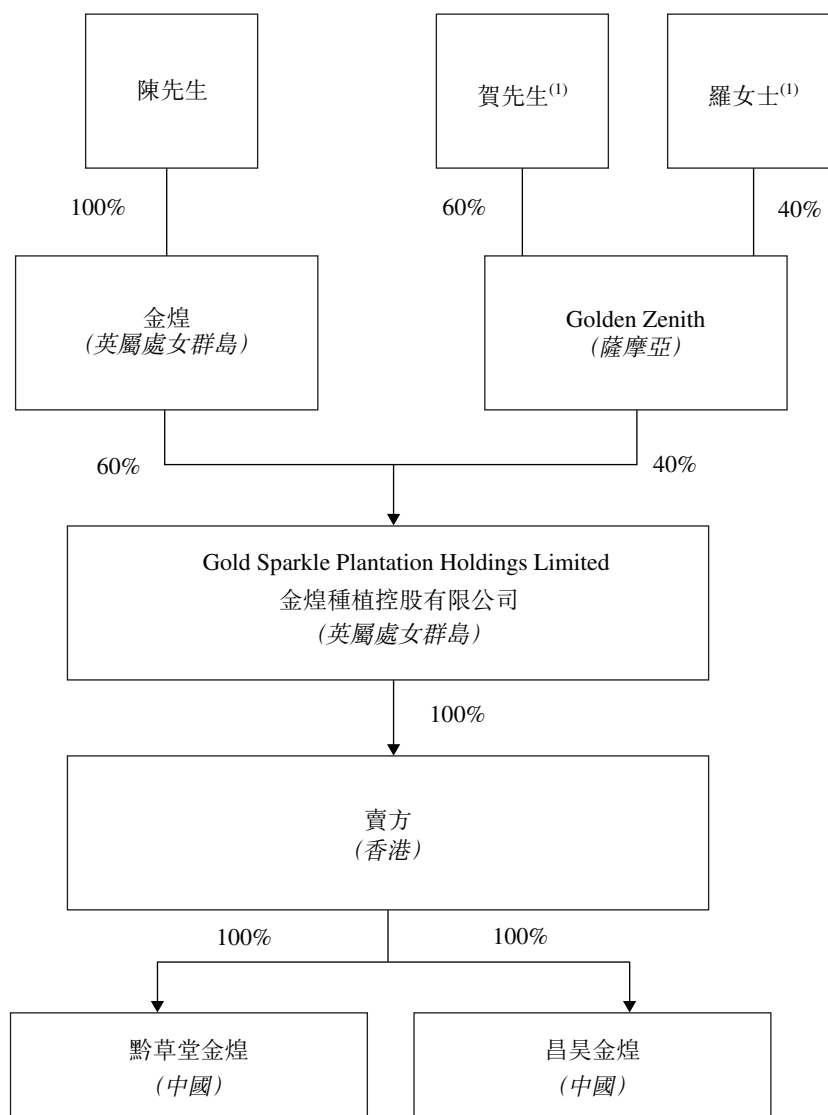 陳先生
賀先生(1)
羅女士(1)
100%
60%
40%
金煌
(英屬處女群島)
Golden Zenith
(薩摩亞)
60%
40%
Gold Sparkle Plantation Holdings Limited
金煌種植控股有限公司
(英屬處女群島)
100%
賣方
(香港)
100%
100%
黔草堂金煌
(中國)
昌昊金煌
(中國)